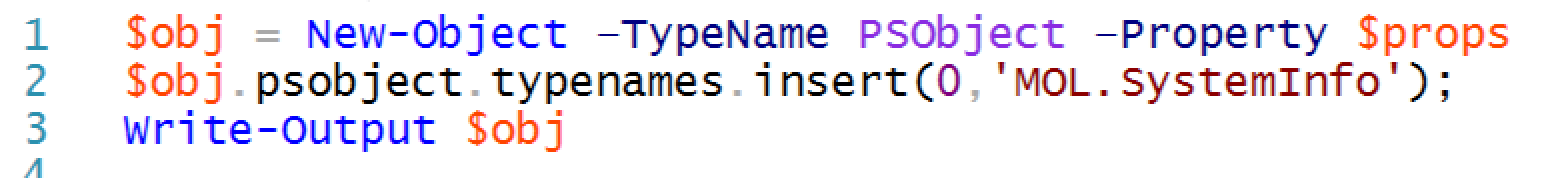 1 $obj = New-Object –TypeName PSObject –Property $props
2 $obj.psobject.typenames.insert(0,'MOL.SystemInfo');
3 Write-Output $obj
4